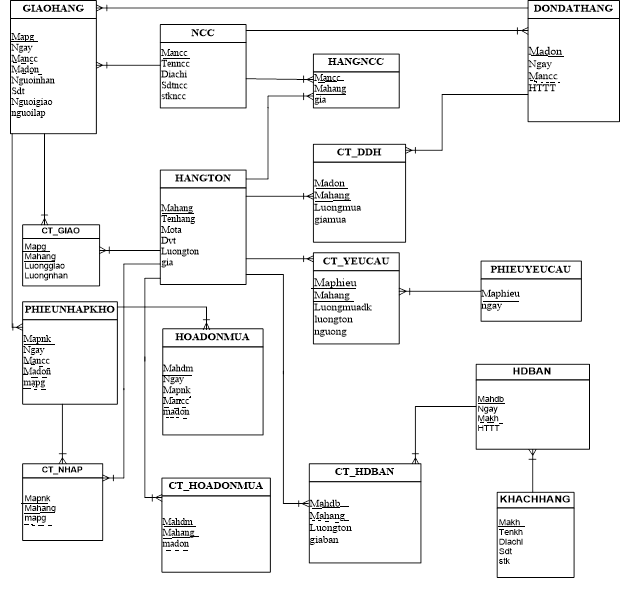 GIAOHANG
Mapg
Ngay
Mancc
Madon
Nguoinhan
Sdt
Nguoigiao
nguoilap
NCC
Mancc
Tenncc
Diachi
Sdtncc
stkncc
DONDATHANG
Madon
Ngay
Mancc
HTTT
HANGNCC
Mancc
Mahang
gia
CT_DDH
Madon
Mahang
Luongmua
giamua
HANGTON
Mahang
Tenhang
Mota
Dvt
Luongton
gia
CT_GIAO
Mapg
Mahang
Luonggiao
Luongnhan
CT_YEUCAU
Maphieu
Mahang
Luongmuadk
luongton
nguong
PHIEUYEUCAU
Maphieu
ngay
PHIEUNHAPKHO
Mapnk
Ngay
Mancc
Madon
mapg
HOADONMUA
Mahdm
Ngay
Mapnk
Mancc
madon
HDBAN
Mahdb
Ngay
Makh
HTTT
CT_NHAP
Mapnk
Mahang
mapg
CT_HOADONMUA
Mahdm
Mahang
madon
CT_HDBAN
Mahdb
Mahang
Luongton
giaban
KHACHHANG
Makh
Tenkh
Diachi
Sdt
stk